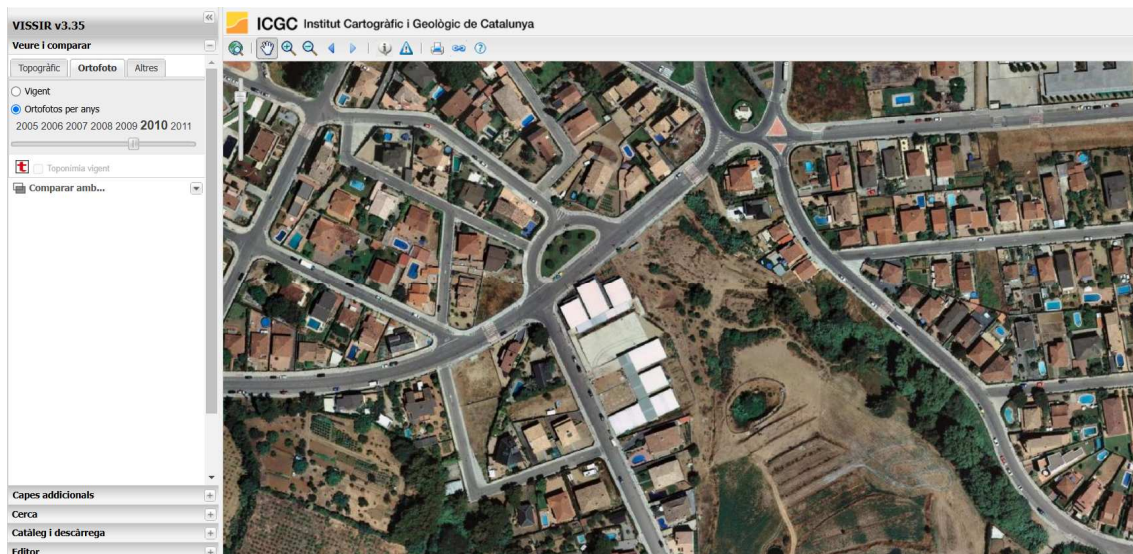 VISSIR v3.35
ICGC Institut Cartogràfic i Geològic de Catalunya
Veure i comparar
Topogràfic Ortofoto Altres
Vigent
Ortofotos per anys
2005 2006 2007 2008 2009 2010 2011
t Toponímia vigent
Comparar amb...
Capes addicionals
Cerca
Catàleg i descàrrega
Editor